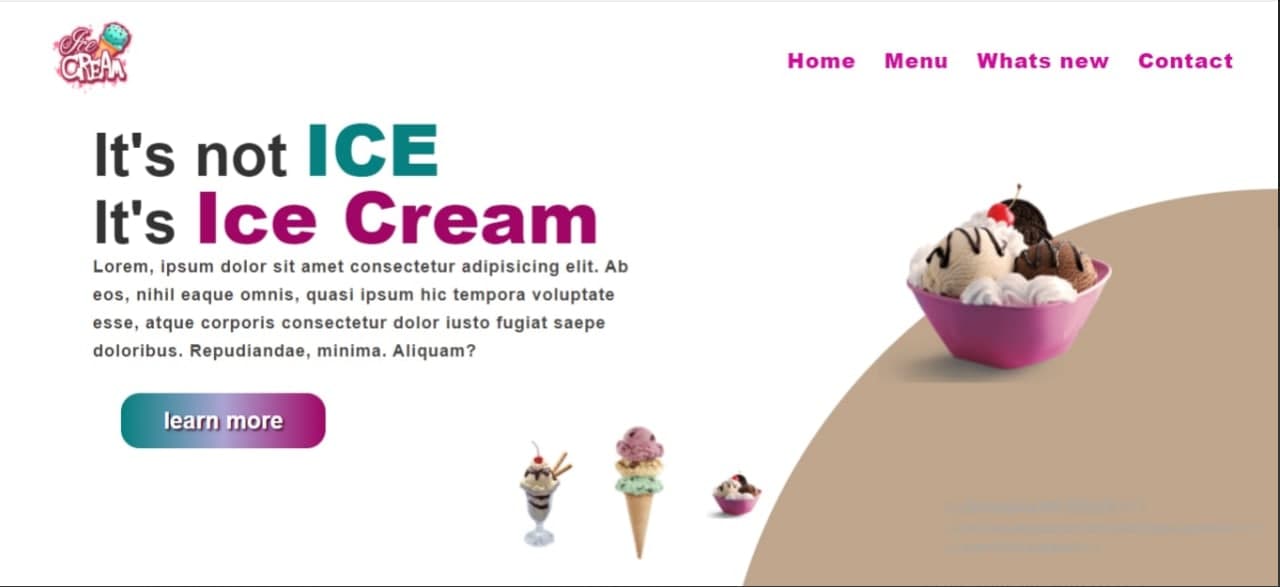 Ice
CREAM
Home Menu Whats new Contact
It's not ICE
It's Ice Cream
Lorem, ipsum dolor sit amet consectetur adipisicing elit. Ab
eos, nihil eaque omnis, quasi ipsum hic tempora voluptate
esse, atque corporis consectetur dolor iusto fugiat saepe
doloribus. Repudiandae, minima. Aliquam?
learn more